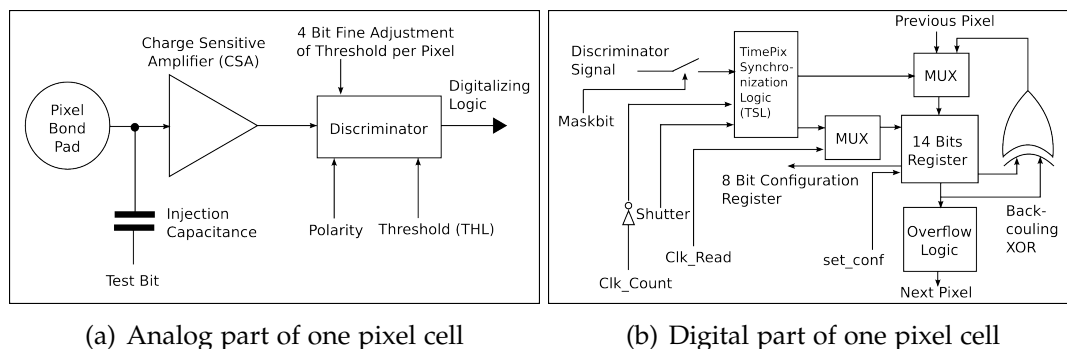 Charge Sensitive
Amplifier (CSA)
4 Bit Fine Adjustment
of Threshold per Pixel
Digitalizing
Logic
Pixel
Bond
Pad
Discriminator
Injection
Capacitance
Polarity
Threshold (THL)
Test Bit
(a) Analog part of one pixel cell
Previous Pixel
Discriminator
Signal
TimePix
Synchro-
nization
Logic
(TSL)
MUX
Maskbit
MUX
14 Bits
Register
8 Bit Configuration
Register
Shutter
Clk_Read
set_conf
Overflow
Logic
Back-
couling
XOR
Clk_Count
Next Pixel
(b) Digital part of one pixel cell